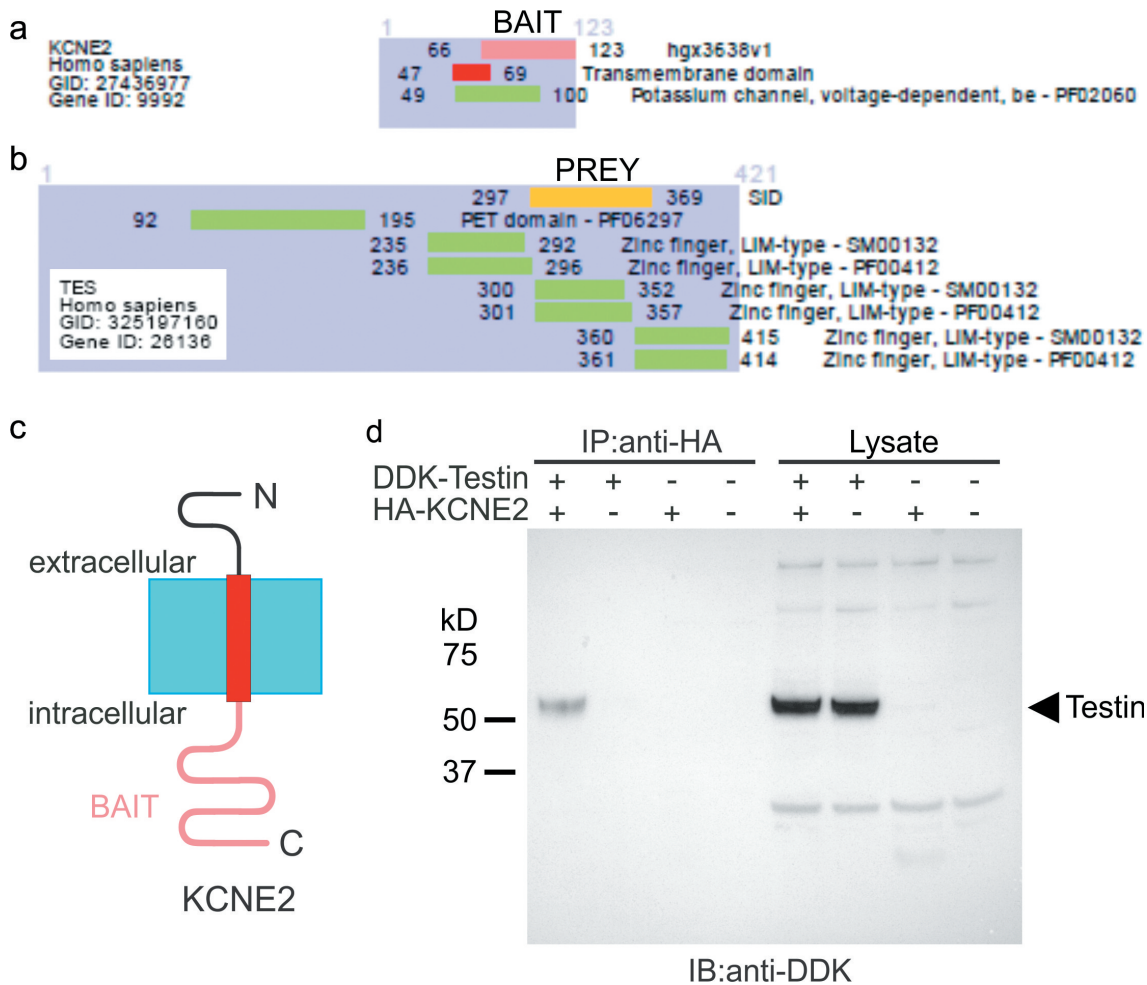 a
1 BAIT 123
KCNE2
Homo sapiens
GID: 27436977
Gene ID: 9992
66 123 hgx3638v1
47 69 Transmembrane domain
49 100 Potassium channel, voltage-dependent, be - PF02060
b
1 PREY 421
297 369 SID
92 195 PET domain - PF06297
235 292 Zinc finger, LIM-type - SM00132
236 296 Zinc finger, LIM-type - PF00412
300 352 Zinc finger, LIM-type - SM00132
301 357 Zinc finger, LIM-type - PF00412
360 415 Zinc finger, LIM-type - SM00132
361 414 Zinc finger, LIM-type - PF00412
TES
Homo sapiens
GID: 325197160
Gene ID: 26136
c
N
extracellular
intracellular
BAIT
C
KCNE2
d
IP:anti-HA Lysate
DDK-Testin + + - - + + - -
HA-KCNE2 + - + - + - + -
kD
75
50
37
Testin
IB:anti-DDK